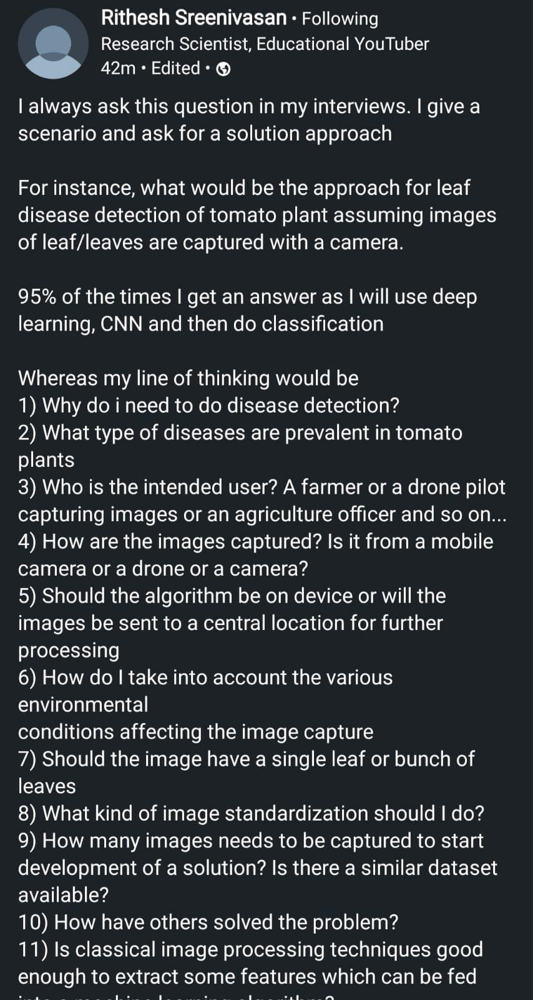 Rithesh Sreenivasan • Following
Research Scientist, Educational YouTuber
42m • Edited •
I always ask this question in my interviews. I give a
scenario and ask for a solution approach
For instance, what would be the approach for leaf
disease detection of tomato plant assuming images
of leaf/leaves are captured with a camera.
95% of the times I get an answer as I will use deep
learning, CNN and then do classification
Whereas my line of thinking would be
1) Why do i need to do disease detection?
2) What type of diseases are prevalent in tomato
plants
3) Who is the intended user? A farmer or a drone pilot
capturing images or an agriculture officer and so on...
4) How are the images captured? Is it from a mobile
camera or a drone or a camera?
5) Should the algorithm be on device or will the
images be sent to a central location for further
processing
6) How do I take into account the various
environmental
conditions affecting the image capture
7) Should the image have a single leaf or bunch of
leaves
8) What kind of image standardization should I do?
9) How many images needs to be captured to start
development of a solution? Is there a similar dataset
available?
10) How have others solved the problem?
11) Is classical image processing techniques good
enough to extract some features which can be fed